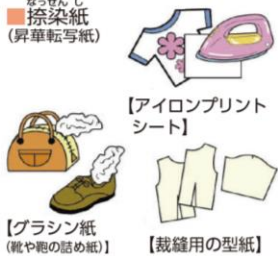 なっせん し
■捺染紙
(昇華転写紙)
【アイロンプリント
シート】
【グラシン紙
(靴や鞄の詰め紙)】
【裁縫用の型紙】